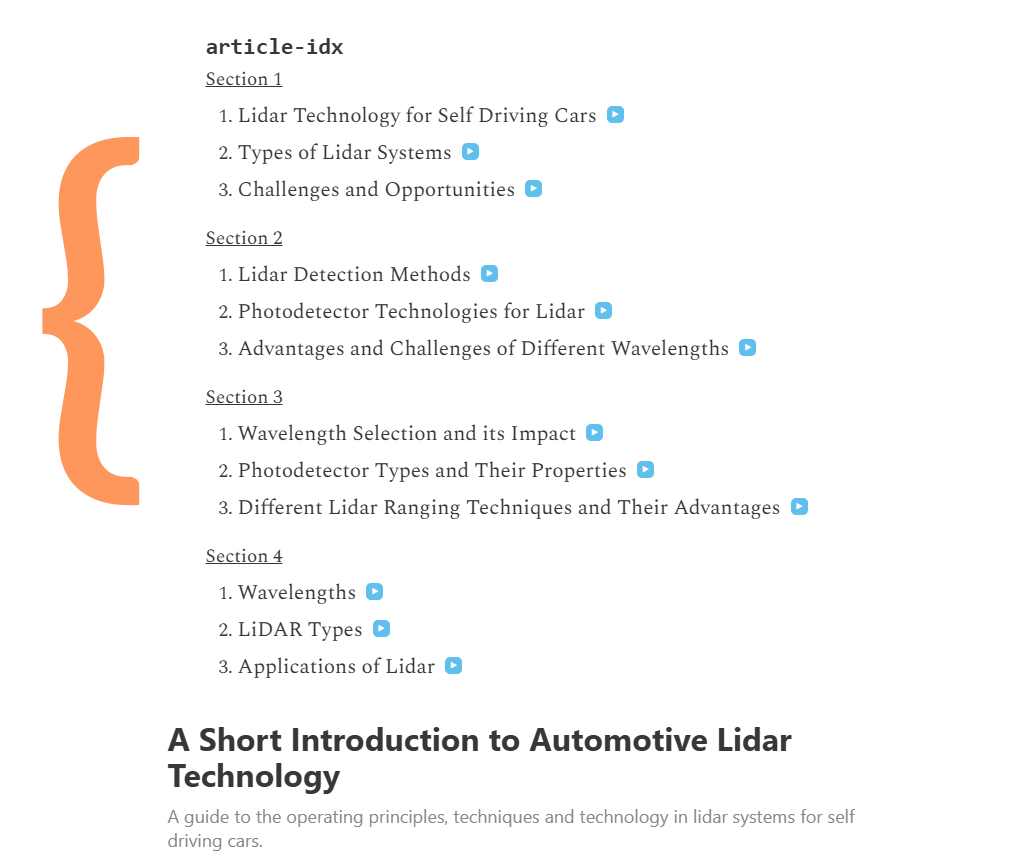 article-idx
Section 1
1. Lidar Technology for Self Driving Cars
2. Types of Lidar Systems
3. Challenges and Opportunities
Section 2
1. Lidar Detection Methods
2. Photodetector Technologies for Lidar
3. Advantages and Challenges of Different Wavelengths
Section 3
1. Wavelength Selection and its Impact
2. Photodetector Types and Their Properties
3. Different Lidar Ranging Techniques and Their Advantages
Section 4
1. Wavelengths
2. LiDAR Types
3. Applications of Lidar
A Short Introduction to Automotive Lidar
Technology
A guide to the operating principles, techniques and technology in lidar systems for self
driving cars.